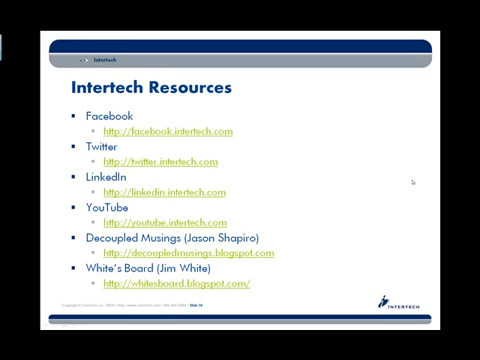 Intertech
Intertech Resources
Facebook
http://facebook.intertech.com
Twitter
http://twitter.intertech.com
LinkedIn
http://linkedin.intertech.com
YouTube
http://youtube.intertech.com
Decoupled Musings (Jason Shapiro)
http://decoupledmusings.blogspot.com
White's Board (Jim White)
http://whitesboard.blogspot.com/
Slide 56
INTERTECH